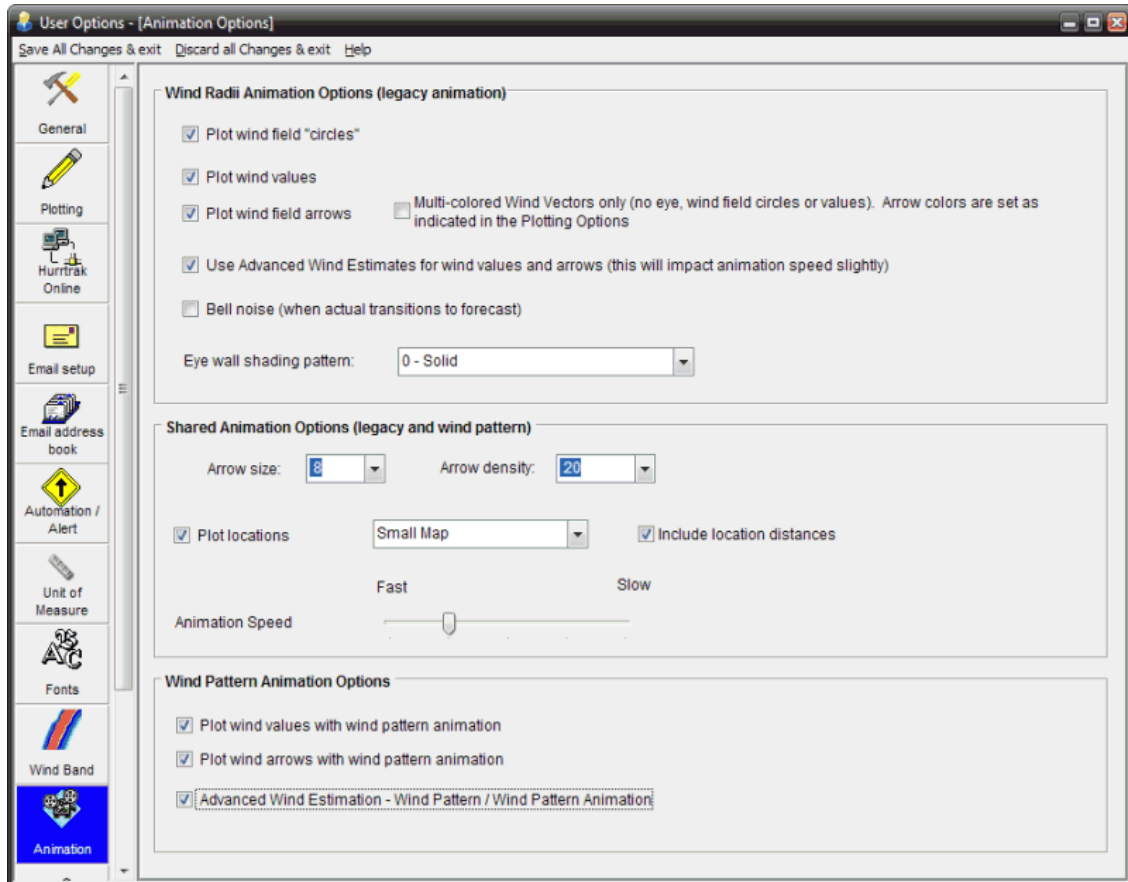 User Options - [Animation Options]
Save All Changes & exit Discard all Changes & exit Help
General
Plotting
Hurrtrak
Online
Email setup
Email address
book
Automation /
Alert
Unit of
Measure
Fonts
Wind Band
Animation
Wind Radii Animation Options (legacy animation)
Plot wind field "circles"
Plot wind values
Plot wind field arrows
Multi-colored Wind Vectors only (no eye, wind field circles or values). Arrow colors are set as
indicated in the Plotting Options
Use Advanced Wind Estimates for wind values and arrows (this will impact animation speed slightly)
Bell noise (when actual transitions to forecast)
Eye wall shading pattern: 0 - Solid
Shared Animation Options (legacy and wind pattern)
Arrow size: 8 Arrow density: 20
Plot locations Small Map Include location distances
Fast Slow
Animation Speed
Wind Pattern Animation Options
Plot wind values with wind pattern animation
Plot wind arrows with wind pattern animation
Advanced Wind Estimation - Wind Pattern / Wind Pattern Animation